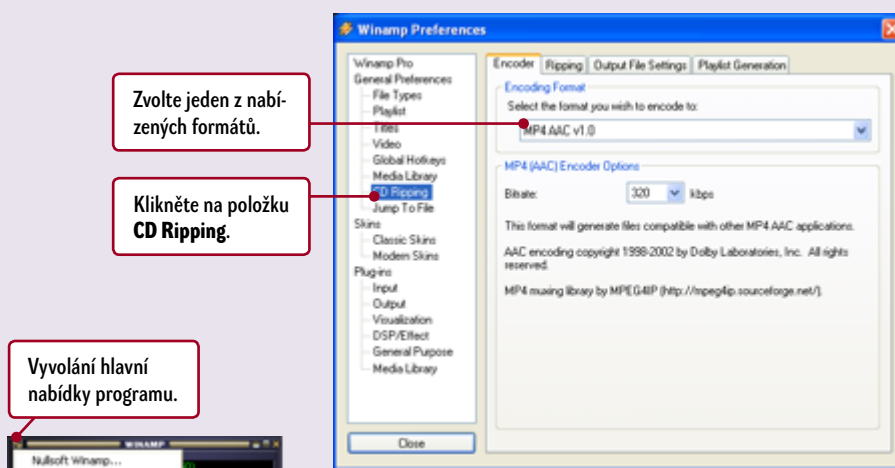 Winamp Preferences
Zvolte jeden z nabí-
zených formátů.
Klikněte na položku
CD Ripping.
Vyvolání hlavní
nabídky programu.
Winamp Pro
General Preferences
File Types
Playlist
Titles
Video
Global Hotkeys
Media Library
CD Ripping
Jump To File
Skins
Classic Skins
Modern Skins
Plug-ins
Input
Output
Visualization
DSP/Effect
General Purpose
Media Library
Close
Encoder Ripping Output File Settings Playlist Generation
Encoding Format
Select the format you wish to encode to:
MP4 AAC v1.0
MP4 (AAC) Encoder Options
Bitrate: 320 kbps
This format will generate files compatible with other MP4 AAC applications.
AAC encoding copyright 1998-2002 by Dolby Laboratories, Inc. All rights
reserved.
MP4 muxing library by MPEG4IP (http://mpeg4ip.sourceforge.net/).
WINAMP
Nullsoft Winamp...